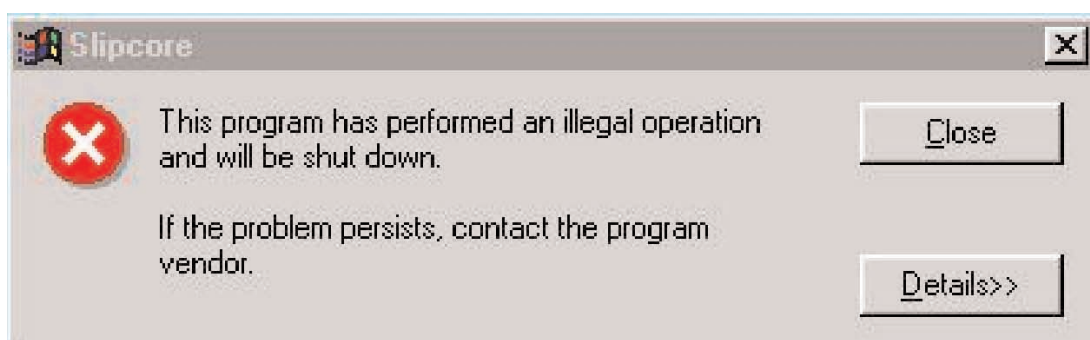 Slipcore
This program has performed an illegal operation
and will be shut down.
If the problem persists, contact the program
vendor.
Close
Details>>